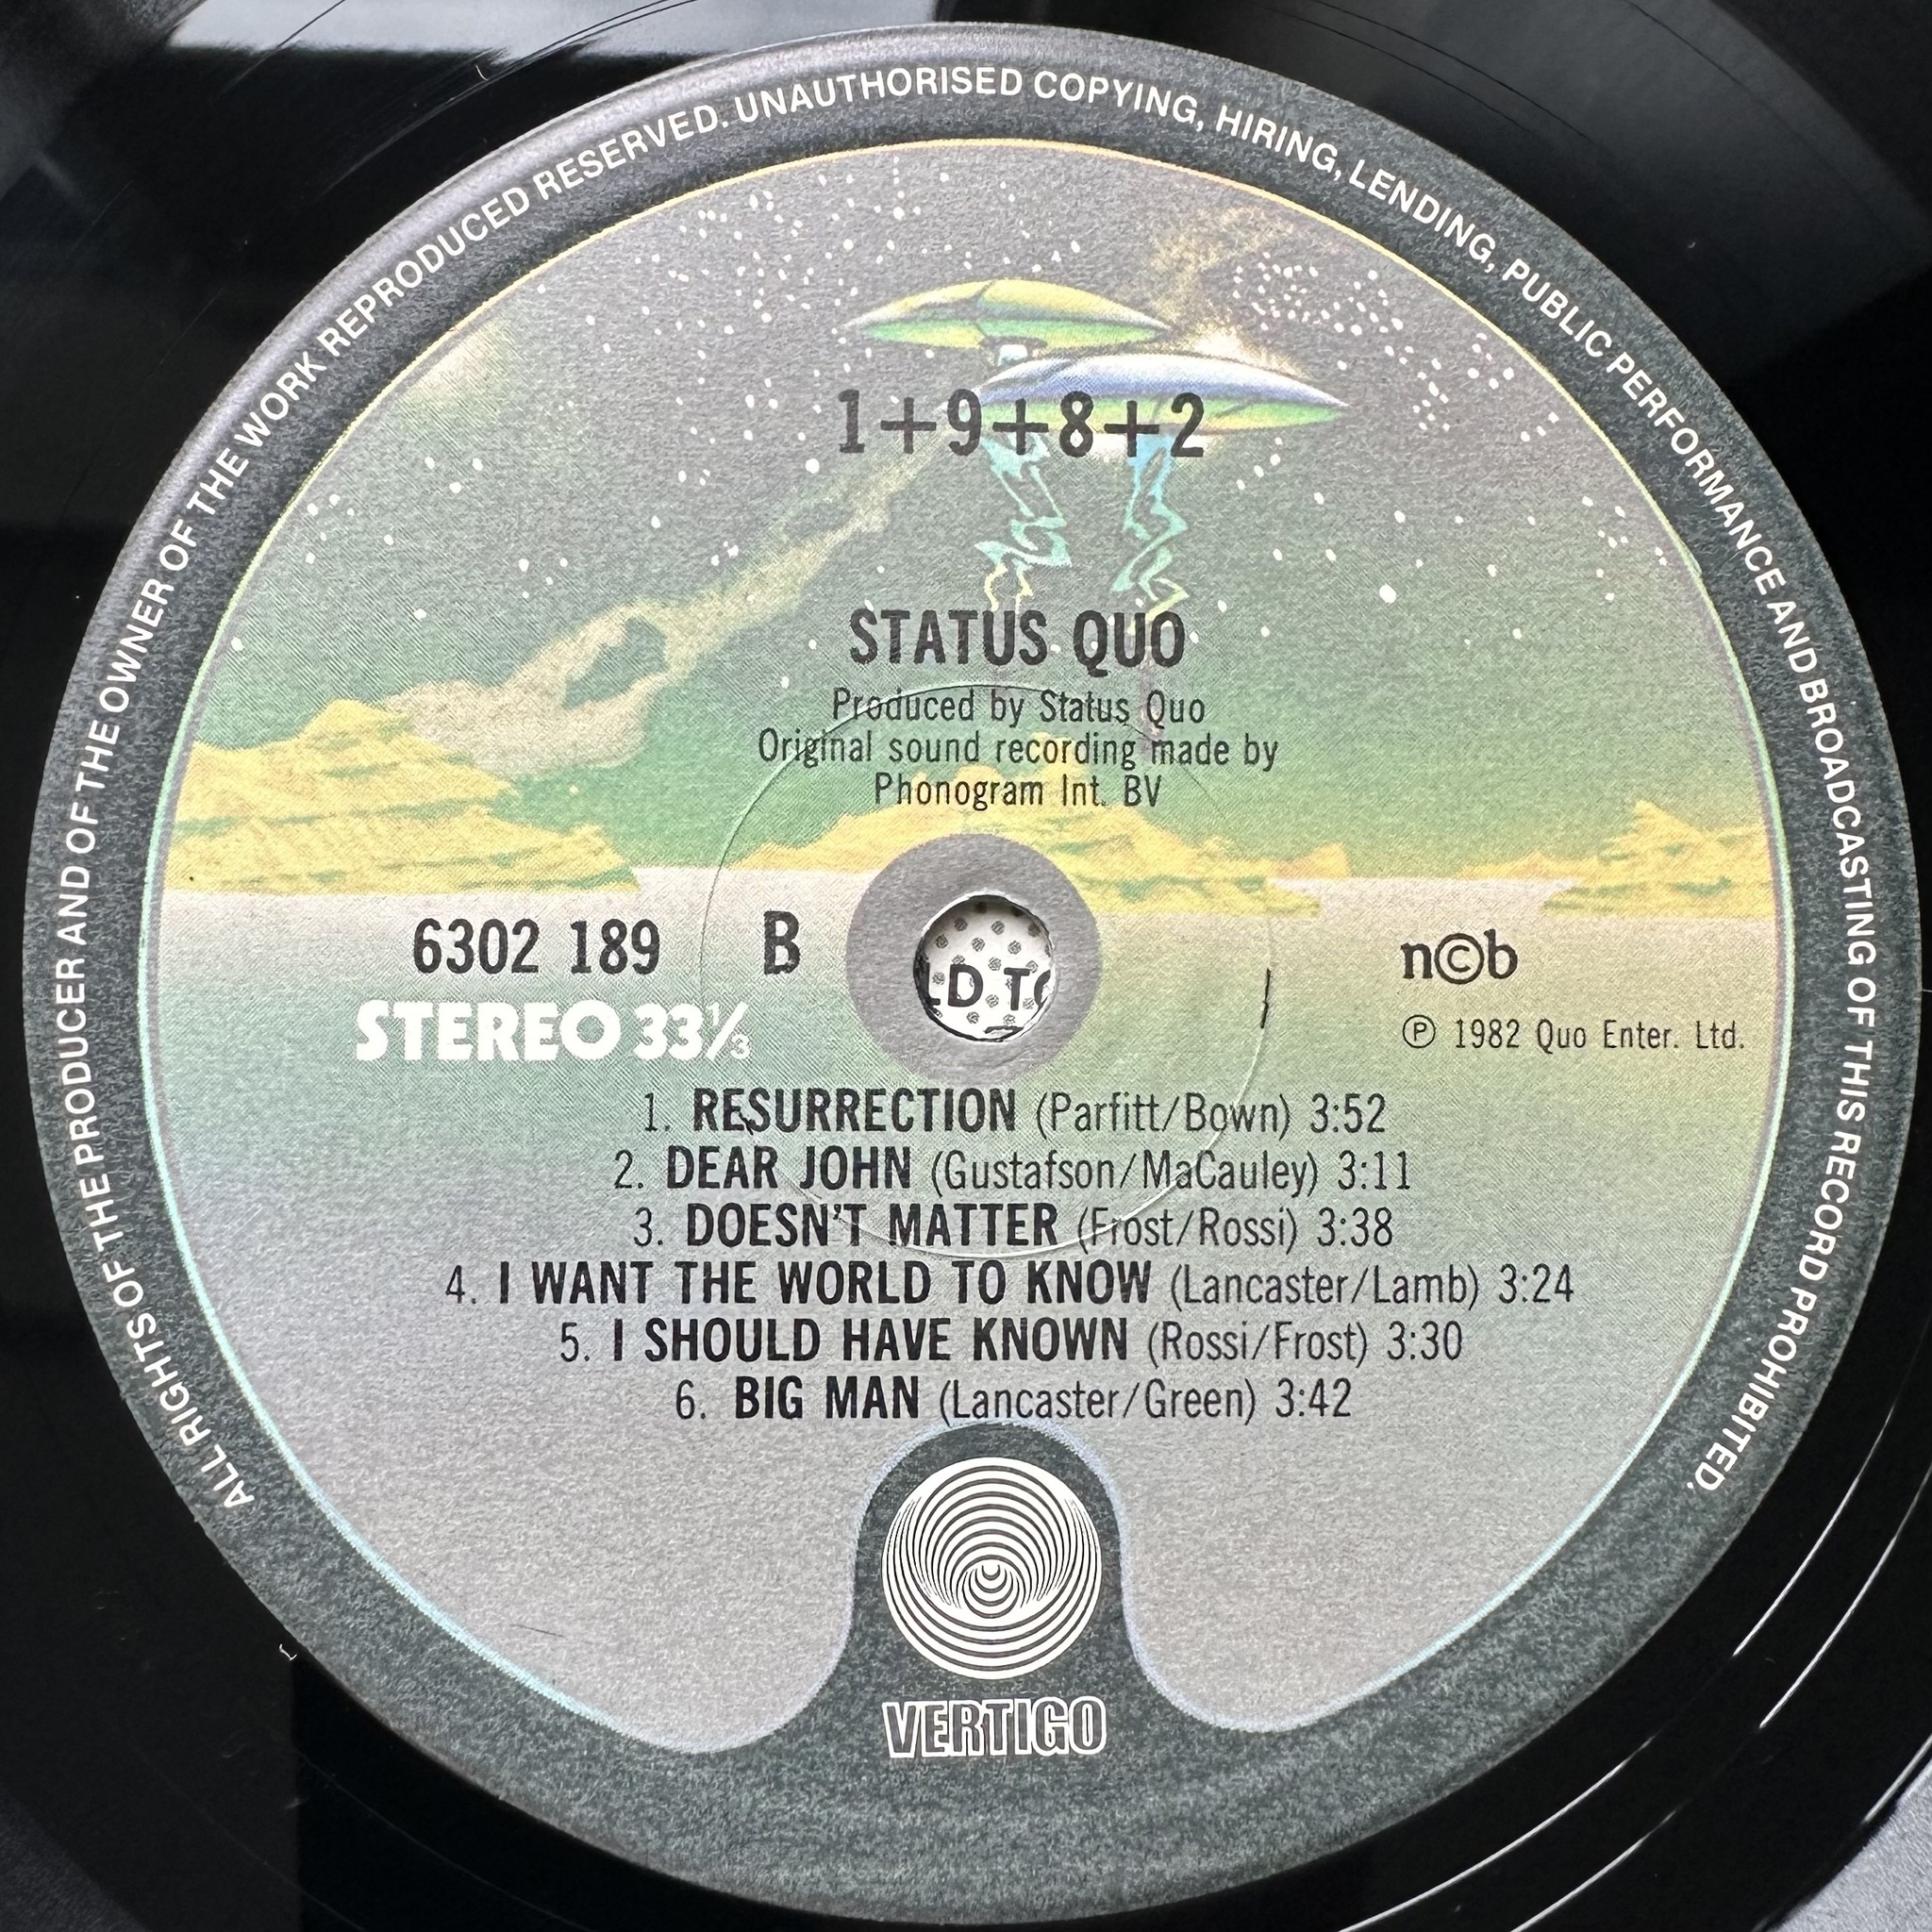 ALL RIGHTS OF THE PRODUCER AND OF THE OWNER OF THE WORK REPRODUCED RESERVED. UNAUTHORISED COPYING, HIRING, LENDING, PUBLIC PERFORMANCE AND BROADCASTING OF THIS RECORD PROHIBITED.
1+9+8+2
STATUS QUO
Produced by Status Quo
Original sound recording made by
Phonogram Int. BV
6302 189 B
n©b
STEREO 33⅓
℗ 1982 Quo Enter. Ltd.
1. RESURRECTION (Parfitt/Bown) 3:52
2. DEAR JOHN (Gustafson/MaCauley) 3:11
3. DOESN'T MATTER (Frost/Rossi) 3:38
4. I WANT THE WORLD TO KNOW (Lancaster/Lamb) 3:24
5. I SHOULD HAVE KNOWN (Rossi/Frost) 3:30
6. BIG MAN (Lancaster/Green) 3:42
VERTIGO